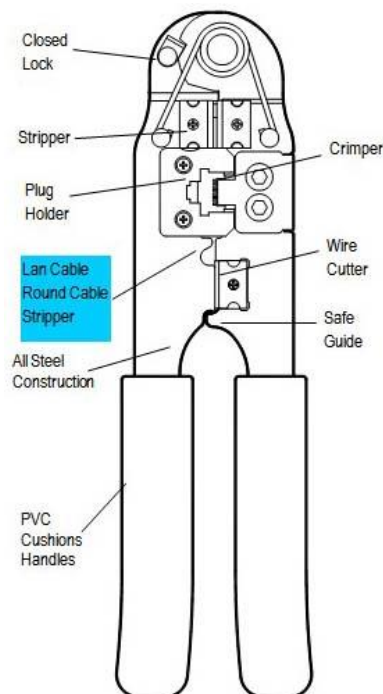 Closed
Lock
Stripper
Crimper
Plug
Holder
Wire
Cutter
Lan Cable
Round Cable
Stripper
Safe
Guide
All Steel
Construction
PVC
Cushions
Handles